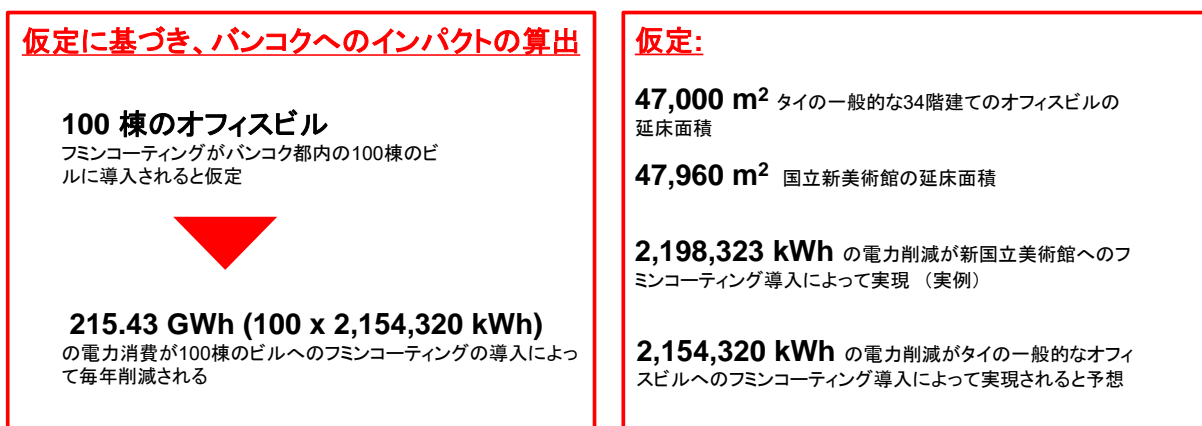 仮定に基づき、バンコクへのインパクトの算出
100 棟のオフィスビル
フミンコーティングがバンコク都内の100棟のビ
ルに導入されると仮定
215.43 GWh (100 x 2,154,320 kWh)
の電力消費が100棟のビルへのフミンコーティングの導入によっ
て毎年削減される
仮定:
47,000 m² タイの一般的な34階建てのオフィスビルの
延床面積
47,960 m² 国立新美術館の延床面積
2,198,323 kWh の電力削減が新国立美術館へのフ
ミンコーティング導入によって実現 （実例）
2,154,320 kWh の電力削減がタイの一般的なオフィ
スビルへのフミンコーティング導入によって実現されると予想